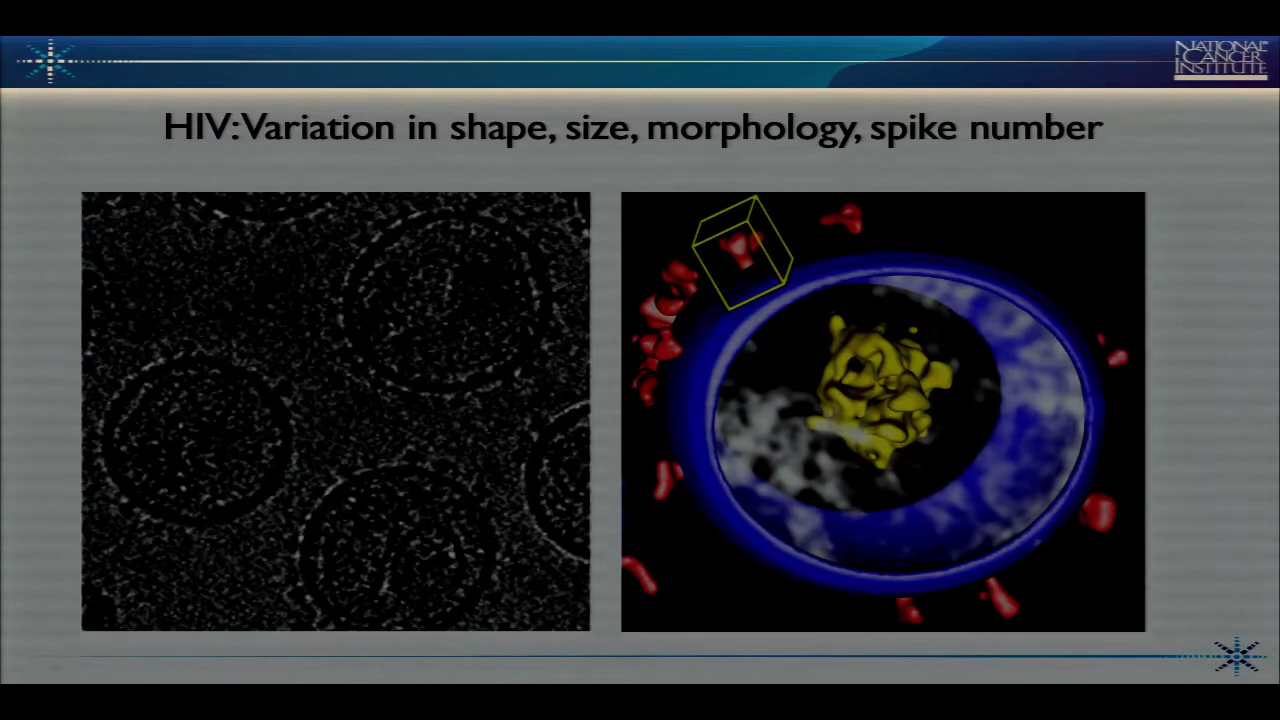 NATIONAL
CANCER
INSTITUTE
HIV: Variation in shape, size, morphology, spike number